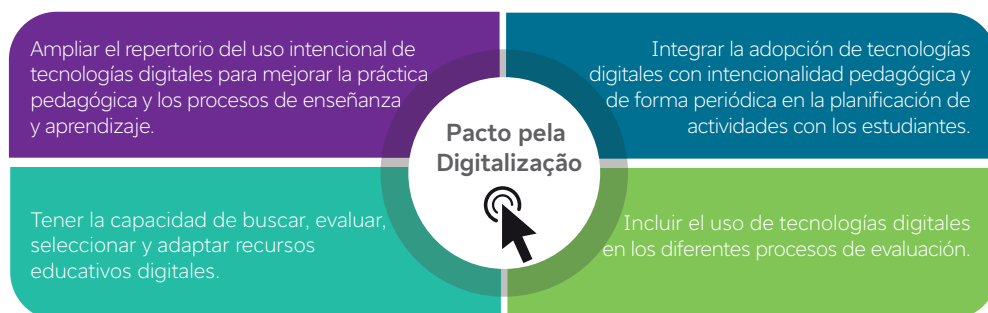 Ampliar el repertorio del uso intencional de
tecnologías digitales para mejorar la práctica
pedagógica y los procesos de enseñanza
y aprendizaje.
Integrar la adopción de tecnologías
digitales con intencionalidad pedagógica y
de forma periódica en la planificación de
actividades con los estudiantes.
Pacto pela
Digitalização
Tener la capacidad de buscar, evaluar,
seleccionar y adaptar recursos
educativos digitales.
Incluir el uso de tecnologías digitales
en los diferentes procesos de evaluación.